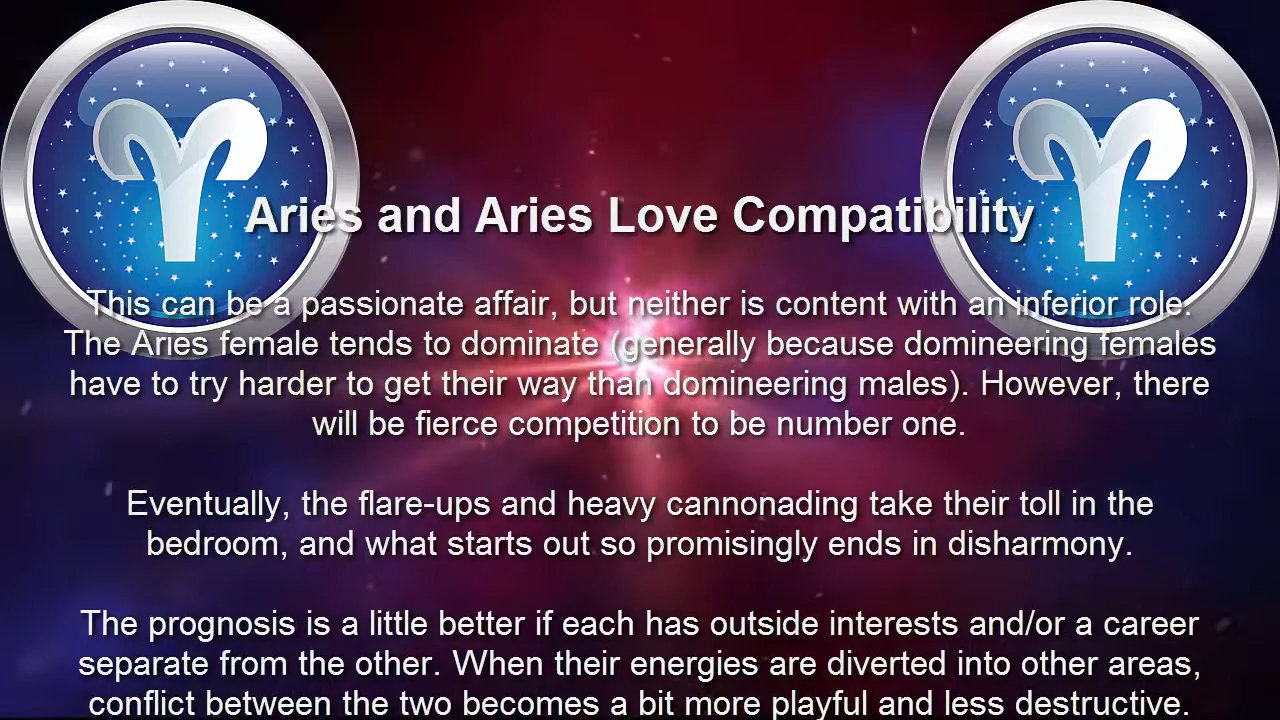 Aries and Aries Love Compatibility
This can be a passionate affair, but neither is content with an inferior role.
The Aries female tends to dominate (generally because domineering females
have to try harder to get their way than domineering males). However, there
will be fierce competition to be number one.
Eventually, the flare-ups and heavy cannonading take their toll in the
bedroom, and what starts out so promisingly ends in disharmony.
The prognosis is a little better if each has outside interests and/or a career
separate from the other. When their energies are diverted into other areas,
conflict between the two becomes a bit more playful and less destructive.